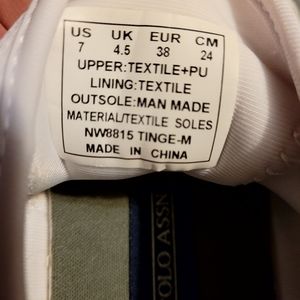 US UK EUR CM
7 4.5 38 24
UPPER:TEXTILE+PU
LINING:TEXTILE
OUTSOLE:MAN MADE
MATERIAL/TEXTILE SOLES
NW8815 TINGE-M
MADE IN CHINA
POLO ASSN